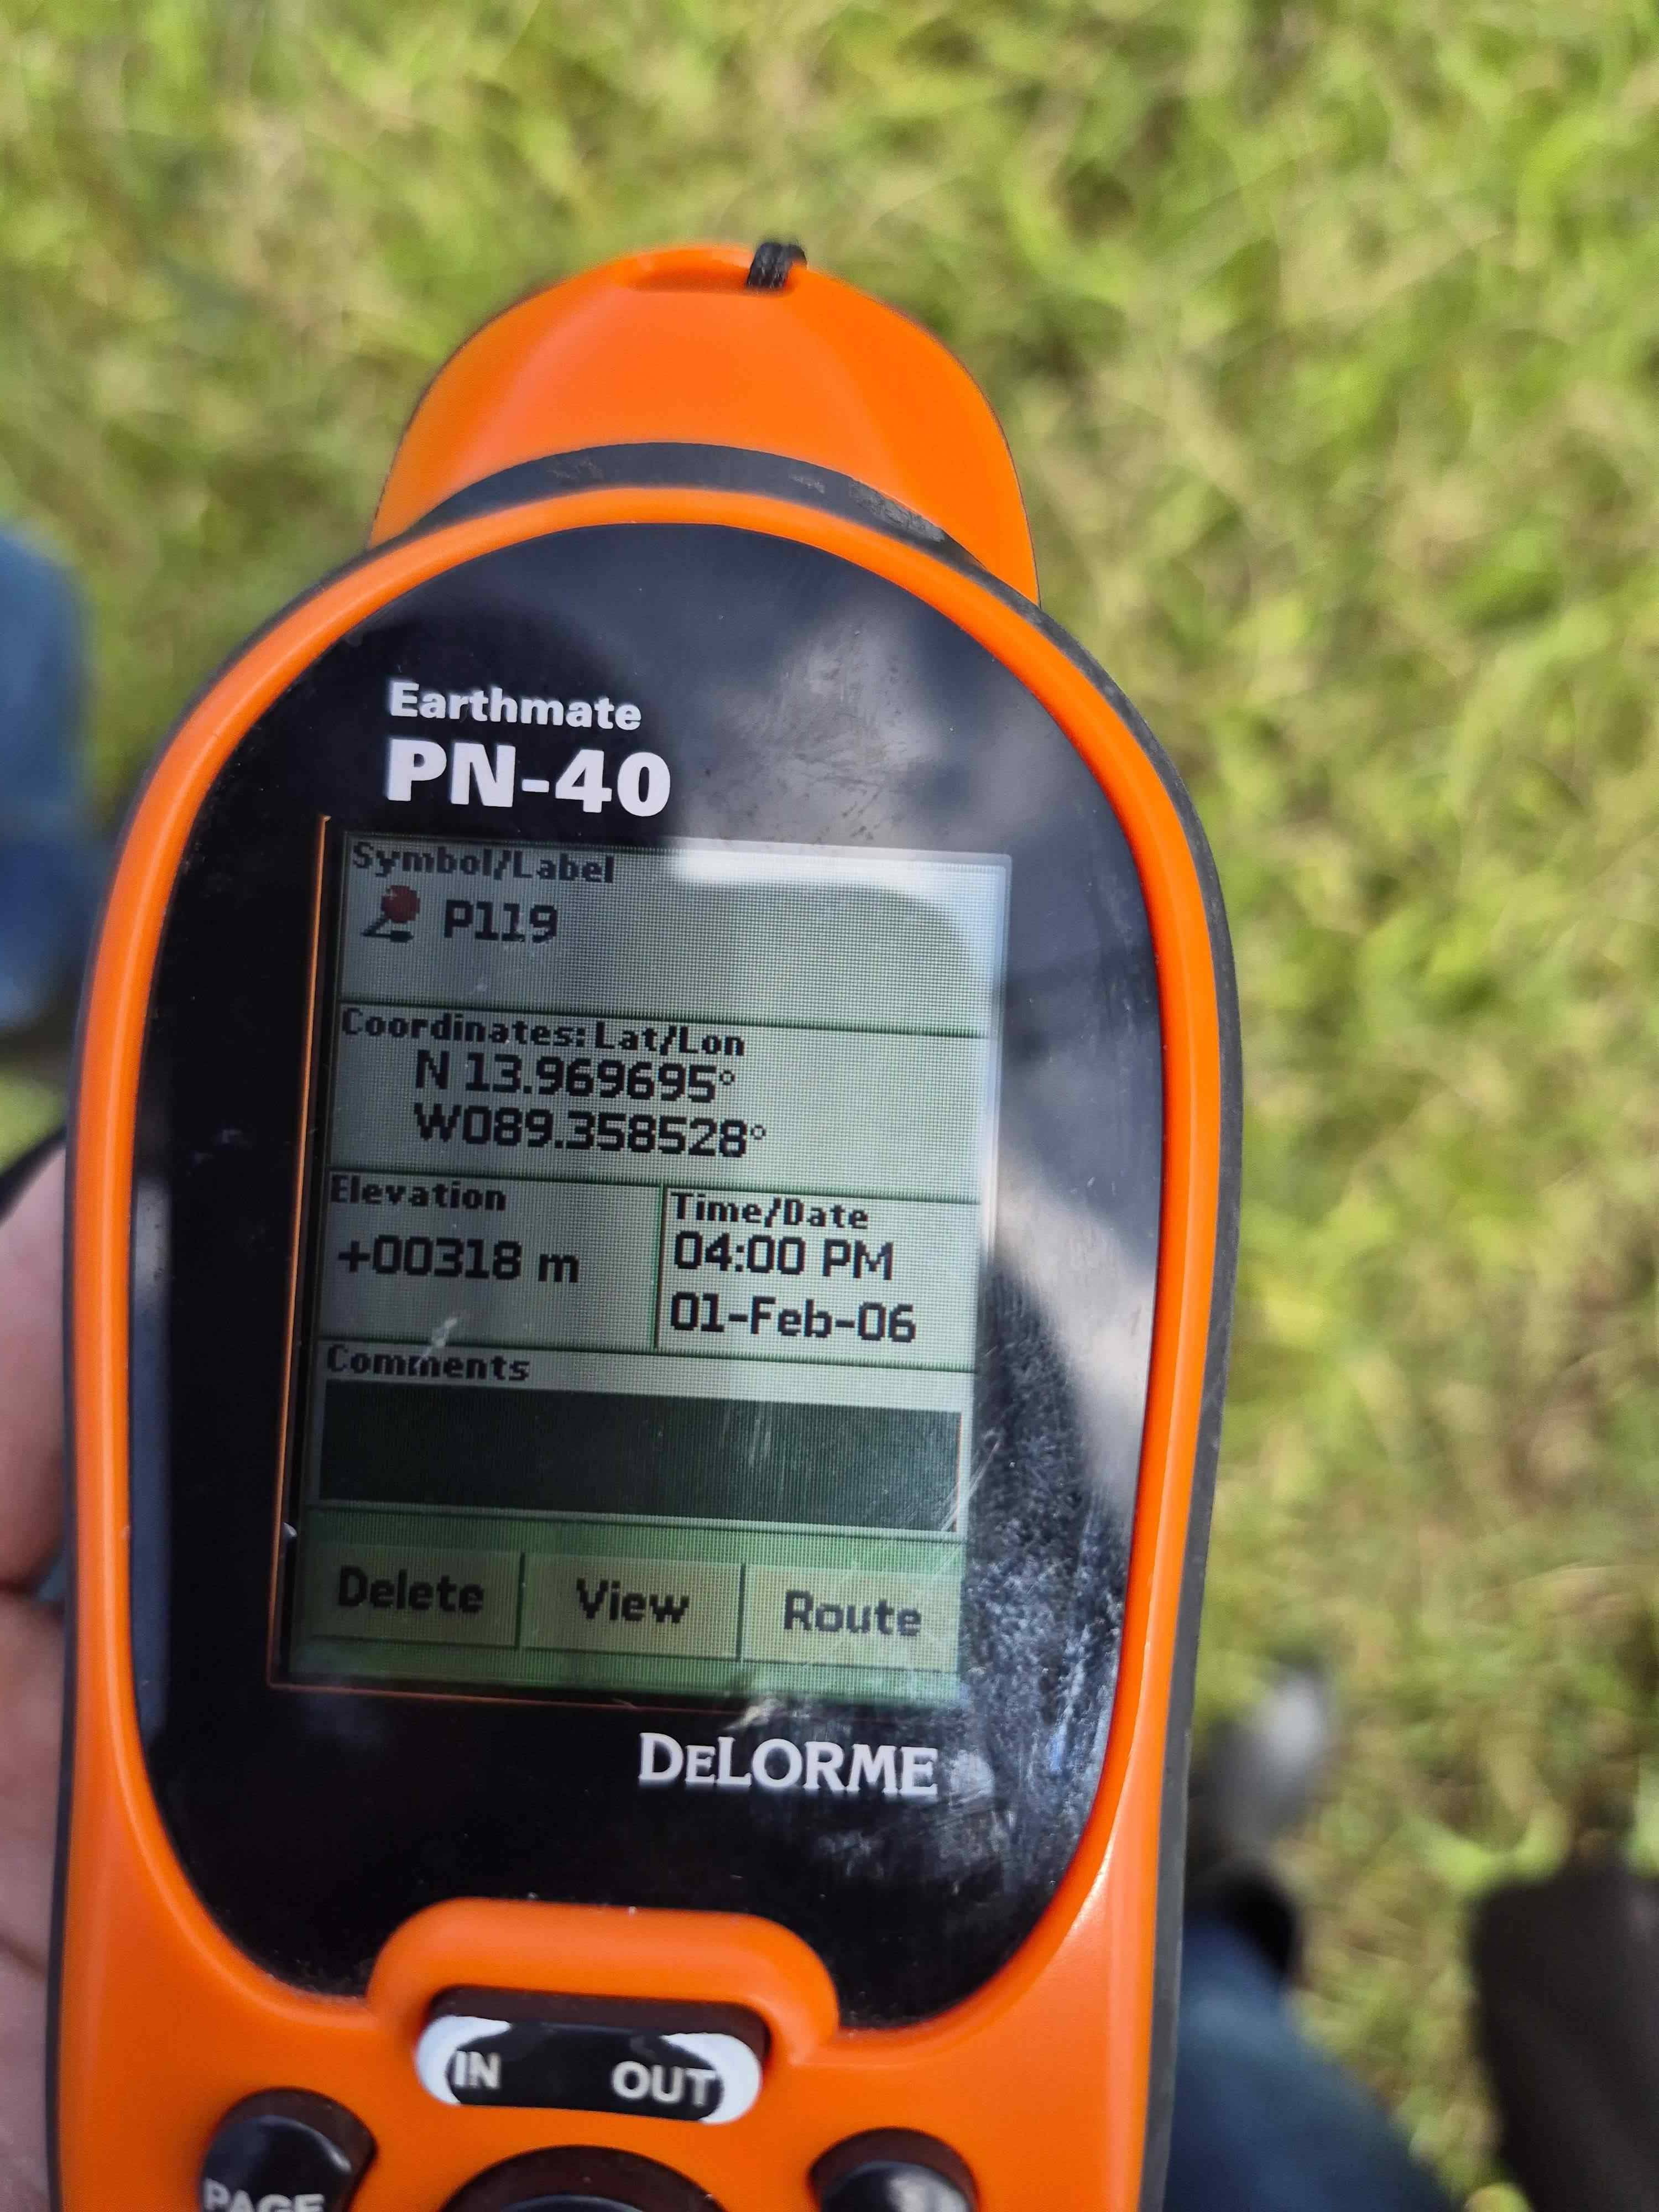 Earthmate
PN-40
Symbol/Label
P119
Coordinates: Lat/Lon
N 13.969695°
W089.358528°
Elevation
+00318 m
Time/Date
04:00 PM
01-Feb-06
Comments
Delete View Route
DELORME
IN OUT
PAGE